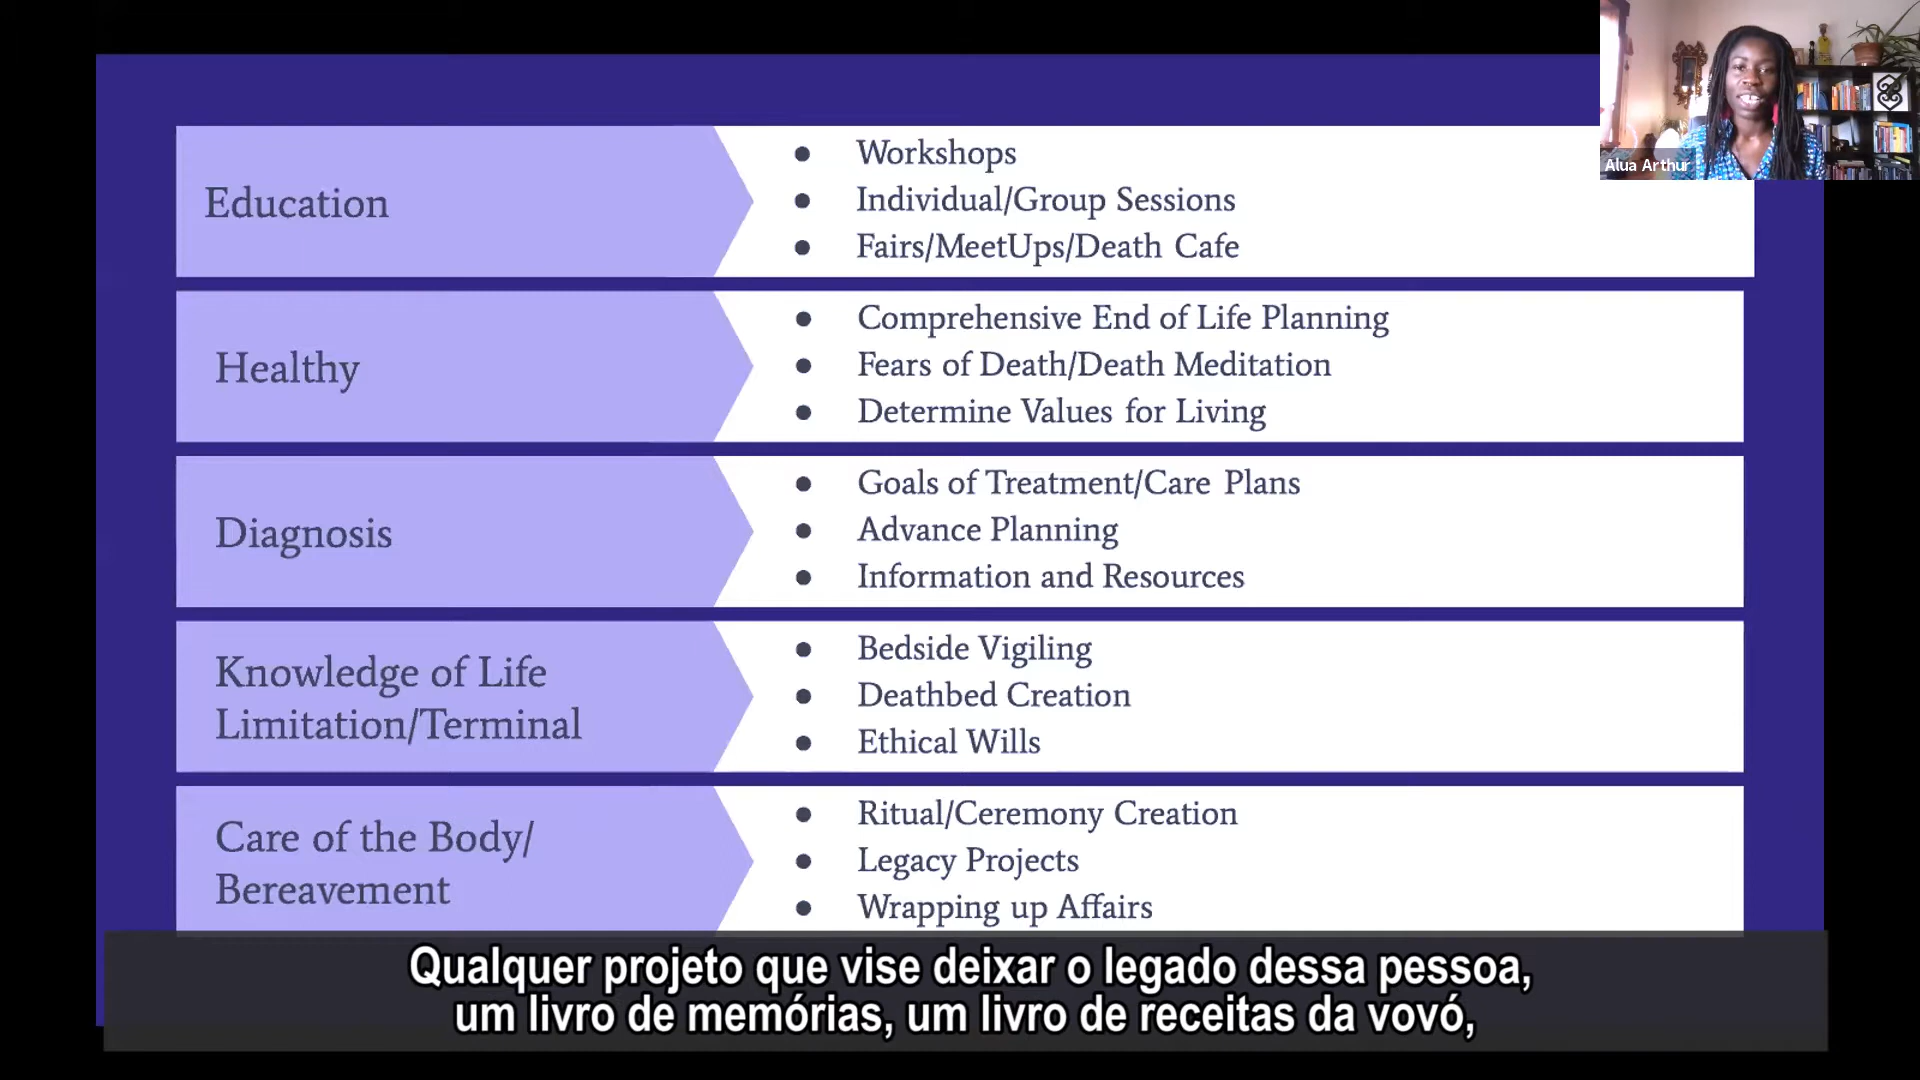 Education
• Workshops
• Individual/Group Sessions
• Fairs/MeetUps/Death Cafe
Alua Arthur
Healthy
• Comprehensive End of Life Planning
• Fears of Death/Death Meditation
• Determine Values for Living
Diagnosis
• Goals of Treatment/Care Plans
• Advance Planning
• Information and Resources
Knowledge of Life
Limitation/Terminal
• Bedside Vigiling
• Deathbed Creation
• Ethical Wills
Care of the Body/
Bereavement
• Ritual/Ceremony Creation
• Legacy Projects
• Wrapping up Affairs
Qualquer projeto que vise deixar o legado dessa pessoa,
um livro de memórias, um livro de receitas da vovó,